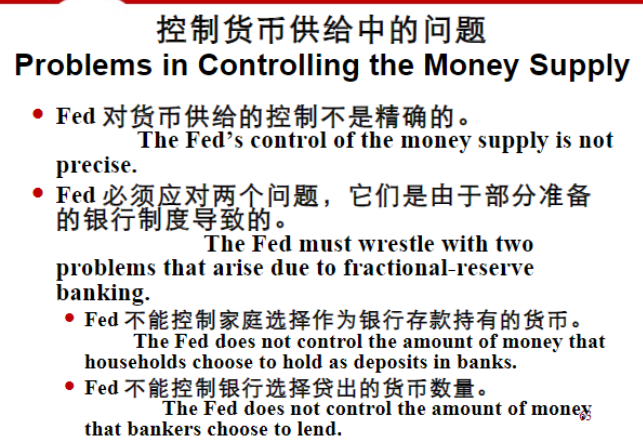 控制货币供给中的问题
Problems in Controlling the Money Supply
• Fed 对货币供给的控制不是精确的。
The Fed’s control of the money supply is not
precise.
• Fed 必须应对两个问题，它们是由于部分准备
的银行制度导致的。
The Fed must wrestle with two
problems that arise due to fractional-reserve
banking.
• Fed 不能控制家庭选择作为银行存款持有的货币。
The Fed does not control the amount of money that
households choose to hold as deposits in banks.
• Fed 不能控制银行选择贷出的货币数量。
The Fed does not control the amount of money
that bankers choose to lend.